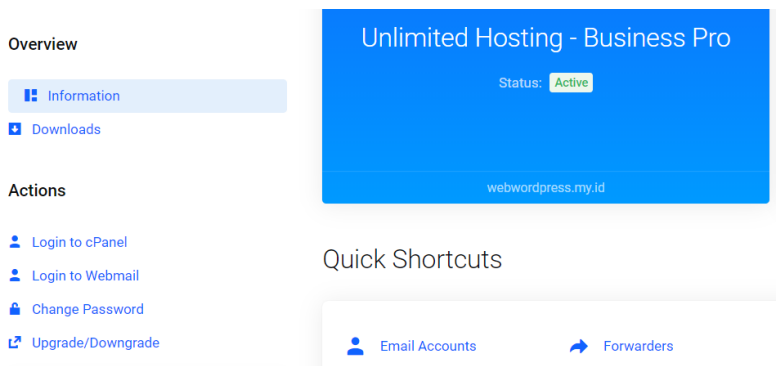 Overview
Information
Downloads
Actions
Login to cPanel
Login to Webmail
Change Password
Upgrade/Downgrade
Unlimited Hosting - Business Pro
Status: Active
webwordpress.my.id
Quick Shortcuts
Email Accounts
Forwarders